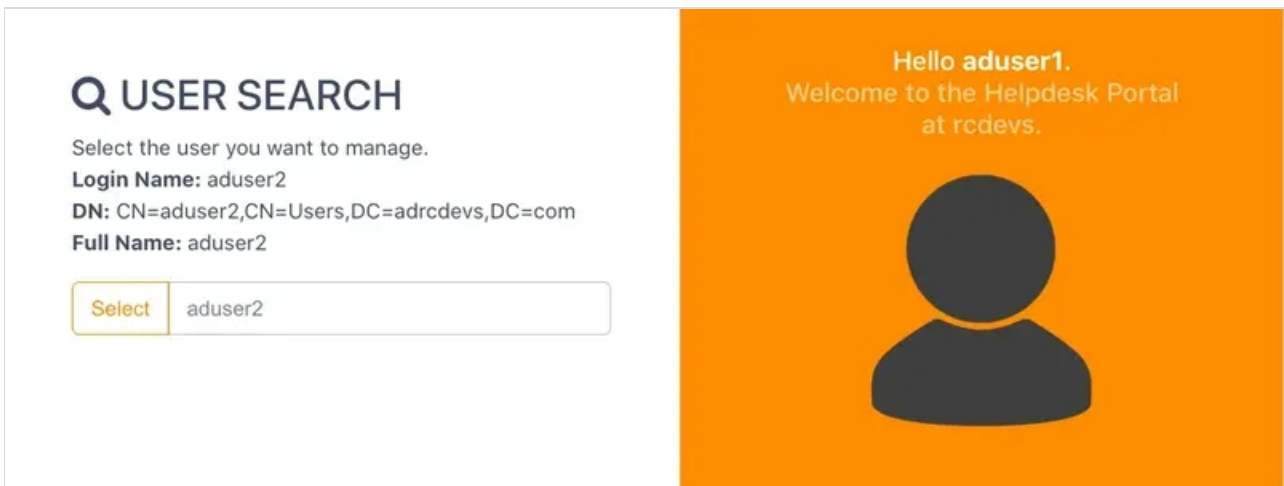 USER SEARCH
Select the user you want to manage.
Login Name: aduser2
DN: CN=aduser2,CN=Users,DC=adrcdevs,DC=com
Full Name: aduser2
Select aduser2
Hello aduser1.
Welcome to the Helpdesk Portal
at rcdevs.